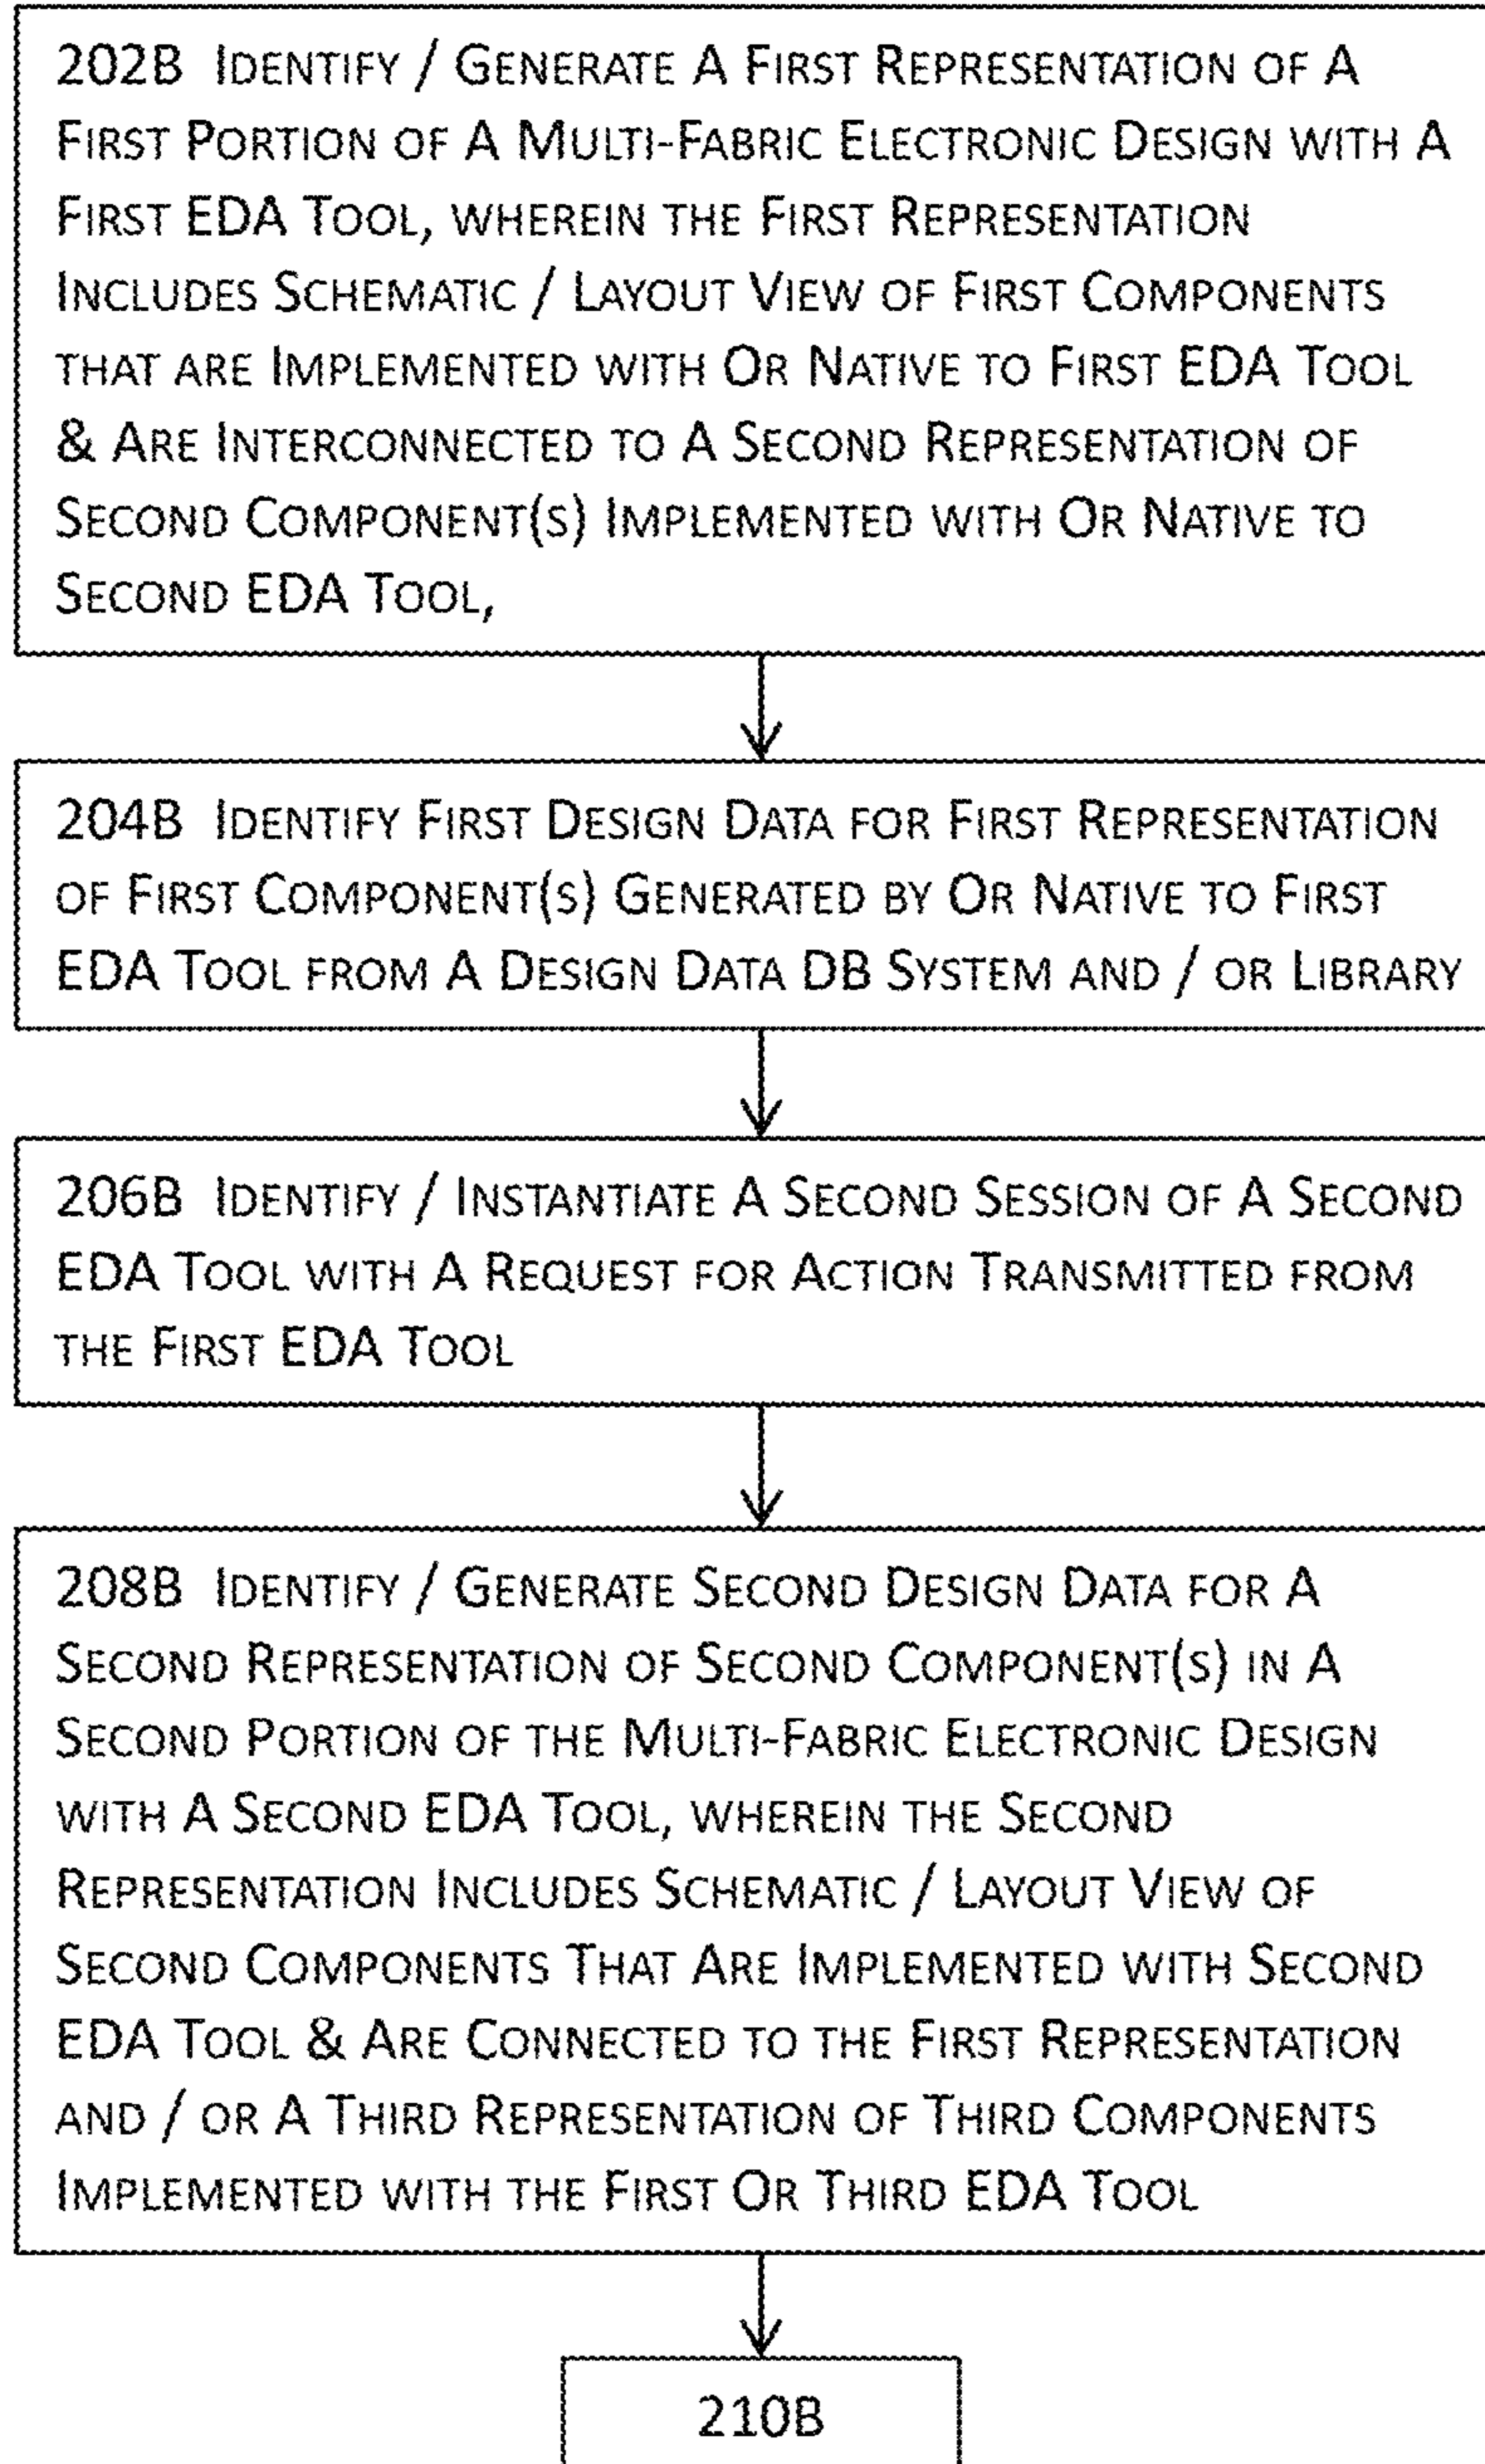 202B IDENTIFY / GENERATE A FIRST REPRESENTATION OF A
FIRST PORTION OF A MULTI-FABRIC ELECTRONIC DESIGN WITH A
FIRST EDA TOOL, WHEREIN THE FIRST REPRESENTATION
INCLUDES SCHEMATIC / LAYOUT VIEW OF FIRST COMPONENTS
THAT ARE IMPLEMENTED WITH OR NATIVE TO FIRST EDA TOOL
& ARE INTERCONNECTED TO A SECOND REPRESENTATION OF
SECOND COMPONENT(S) IMPLEMENTED WITH OR NATIVE TO
SECOND EDA TOOL,
204B IDENTIFY FIRST DESIGN DATA FOR FIRST REPRESENTATION
OF FIRST COMPONENT(S) GENERATED BY OR NATIVE TO FIRST
EDA TOOL FROM A DESIGN DATA DB SYSTEM AND / OR LIBRARY
206B IDENTIFY / INSTANTIATE A SECOND SESSION OF A SECOND
EDA TOOL WITH A REQUEST FOR ACTION TRANSMITTED FROM
THE FIRST EDA TOOL
208B IDENTIFY / GENERATE SECOND DESIGN DATA FOR A
SECOND REPRESENTATION OF SECOND COMPONENT(S) IN A
SECOND PORTION OF THE MULTI-FABRIC ELECTRONIC DESIGN
WITH A SECOND EDA TOOL, WHEREIN THE SECOND
REPRESENTATION INCLUDES SCHEMATIC / LAYOUT VIEW OF
SECOND COMPONENTS THAT ARE IMPLEMENTED WITH SECOND
EDA TOOL & ARE CONNECTED TO THE FIRST REPRESENTATION
AND / OR A THIRD REPRESENTATION OF THIRD COMPONENTS
IMPLEMENTED WITH THE FIRST OR THIRD EDA TOOL
210B